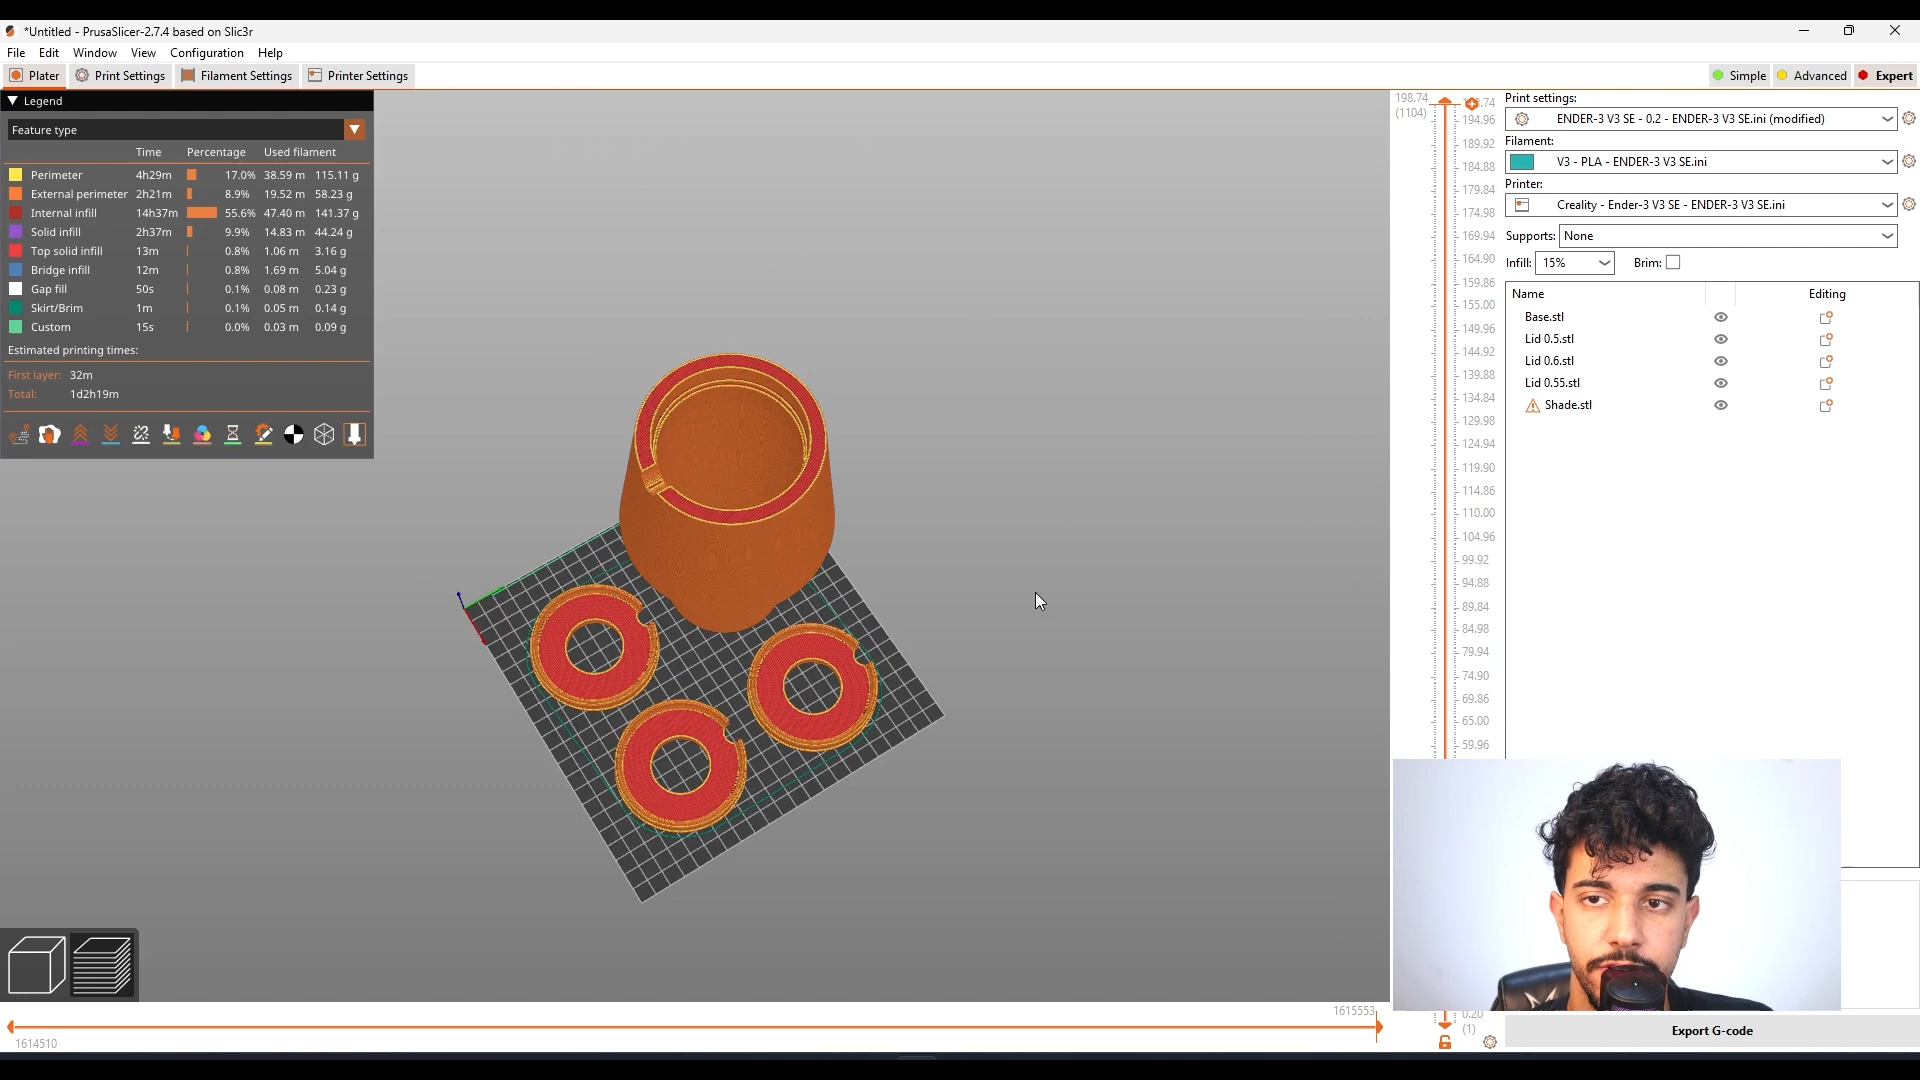 *Untitled - PrusaSlicer-2.7.4 based on Slic3r
File Edit Window View Configuration Help
Plater Print Settings Filament Settings Printer Settings Simple Advanced Expert
Legend
Feature type
Time Percentage Used filament
Perimeter 4h29m 17.0% 38.59 m 115.11 g
External perimeter 2h21m 8.9% 19.52 m 58.23 g
Internal infill 14h37m 55.6% 47.40 m 141.37 g
Solid infill 2h37m 9.9% 14.83 m 44.24 g
Top solid infill 13m 0.8% 1.06 m 3.16 g
Bridge infill 12m 0.8% 1.69 m 5.04 g
Gap fill 50s 0.1% 0.08 m 0.23 g
Skirt/Brim 1m 0.1% 0.05 m 0.14 g
Custom 15s 0.0% 0.03 m 0.09 g
Estimated printing times:
First layer: 32m
Total: 1d2h19m
1615553
1614510
198.74
(1104)
194.96
189.92
184.88
179.84
174.98
169.94
164.90
159.86
155.00
149.96
144.92
139.88
134.84
129.98
124.94
119.90
114.86
110.00
104.96
99.92
94.88
89.84
84.98
79.94
74.90
69.86
65.00
59.96
0.20
(1)
Print settings:
ENDER-3 V3 SE - 0.2 - ENDER-3 V3 SE.ini (modified)
Filament:
V3 - PLA - ENDER-3 V3 SE.ini
Printer:
Creality - Ender-3 V3 SE - ENDER-3 V3 SE.ini
Supports: None
Infill: 15% Brim:
Name Editing
Base.stl
Lid 0.5.stl
Lid 0.6.stl
Lid 0.55.stl
Shade.stl
Export G-code